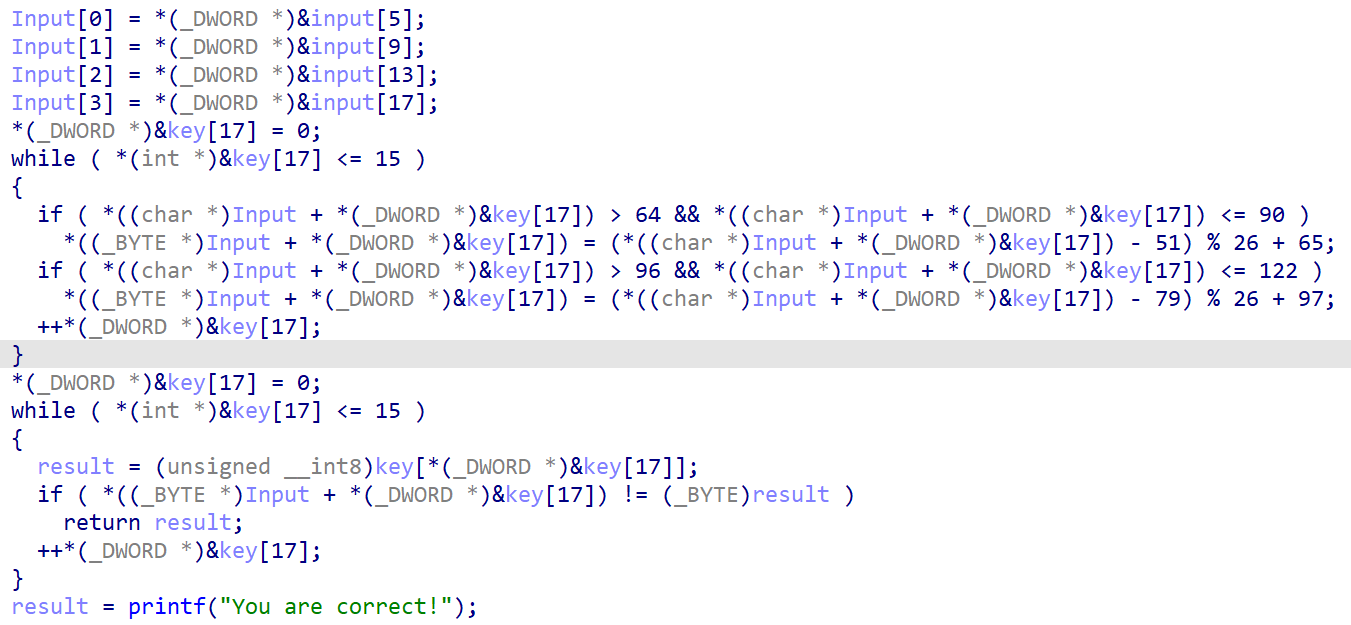 Input[0] = *(_DWORD *)&input[5];
Input[1] = *(_DWORD *)&input[9];
Input[2] = *(_DWORD *)&input[13];
Input[3] = *(_DWORD *)&input[17];
*(_DWORD *)&key[17] = 0;
while ( *(int *)&key[17] <= 15 )
{
  if ( *((char *)Input + *(_DWORD *)&key[17]) > 64 && *((char *)Input + *(_DWORD *)&key[17]) <= 90 )
    *((_BYTE *)Input + *(_DWORD *)&key[17]) = (*((char *)Input + *(_DWORD *)&key[17]) - 51) % 26 + 65;
  if ( *((char *)Input + *(_DWORD *)&key[17]) > 96 && *((char *)Input + *(_DWORD *)&key[17]) <= 122 )
    *((_BYTE *)Input + *(_DWORD *)&key[17]) = (*((char *)Input + *(_DWORD *)&key[17]) - 79) % 26 + 97;
  ++*(_DWORD *)&key[17];
}
*(_DWORD *)&key[17] = 0;
while ( *(int *)&key[17] <= 15 )
{
  result = (unsigned __int8)key[*(_DWORD *)&key[17]];
  if ( *((_BYTE *)Input + *(_DWORD *)&key[17]) != (_BYTE)result )
    return result;
  ++*(_DWORD *)&key[17];
}
result = printf("You are correct!");